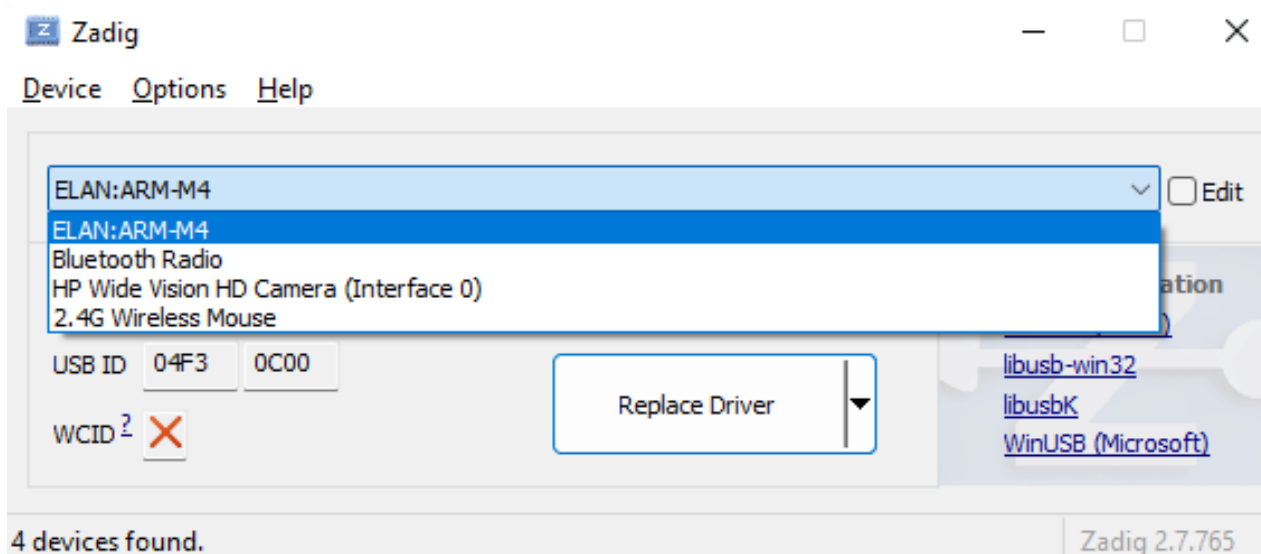 Zadig
Device Options Help
ELAN:ARM-M4
Edit
ELAN:ARM-M4
Bluetooth Radio
HP Wide Vision HD Camera (Interface 0)
2.4G Wireless Mouse
USB ID 04F3 0C00
WCID ?
Replace Driver
libusb-win32
libusbK
WinUSB (Microsoft)
4 devices found.
Zadig 2.7.765